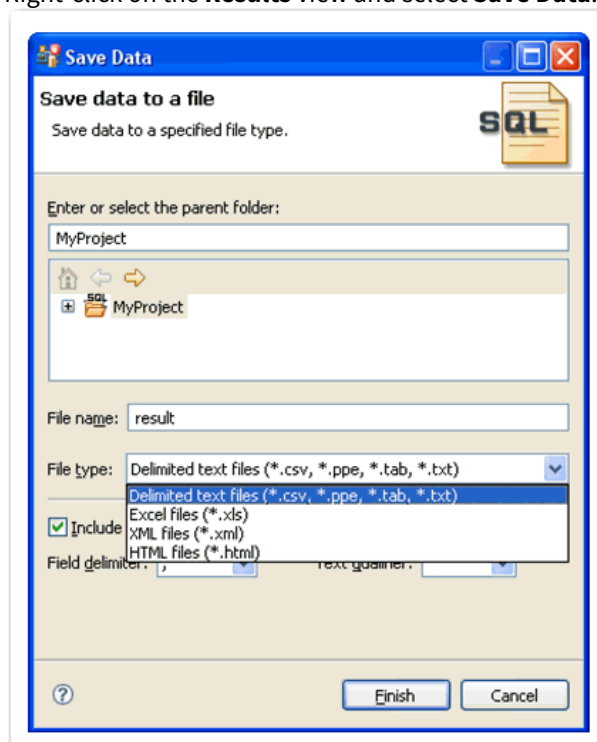 Right-click on the Results view and select Save Data.
Save Data
Save data to a file
Save data to a specified file type.
SQL
Enter or select the parent folder:
MyProject
SQL
MyProject
File name: result
File type: Delimited text files (*.csv, *.ppe, *.tab, *.txt)
Delimited text files (*.csv, *.ppe, *.tab, *.txt)
Excel files (*.xls)
Include
XML files (*.xml)
HTML files (*.html)
Field delimiter: ,
Text qualifier:
Finish Cancel